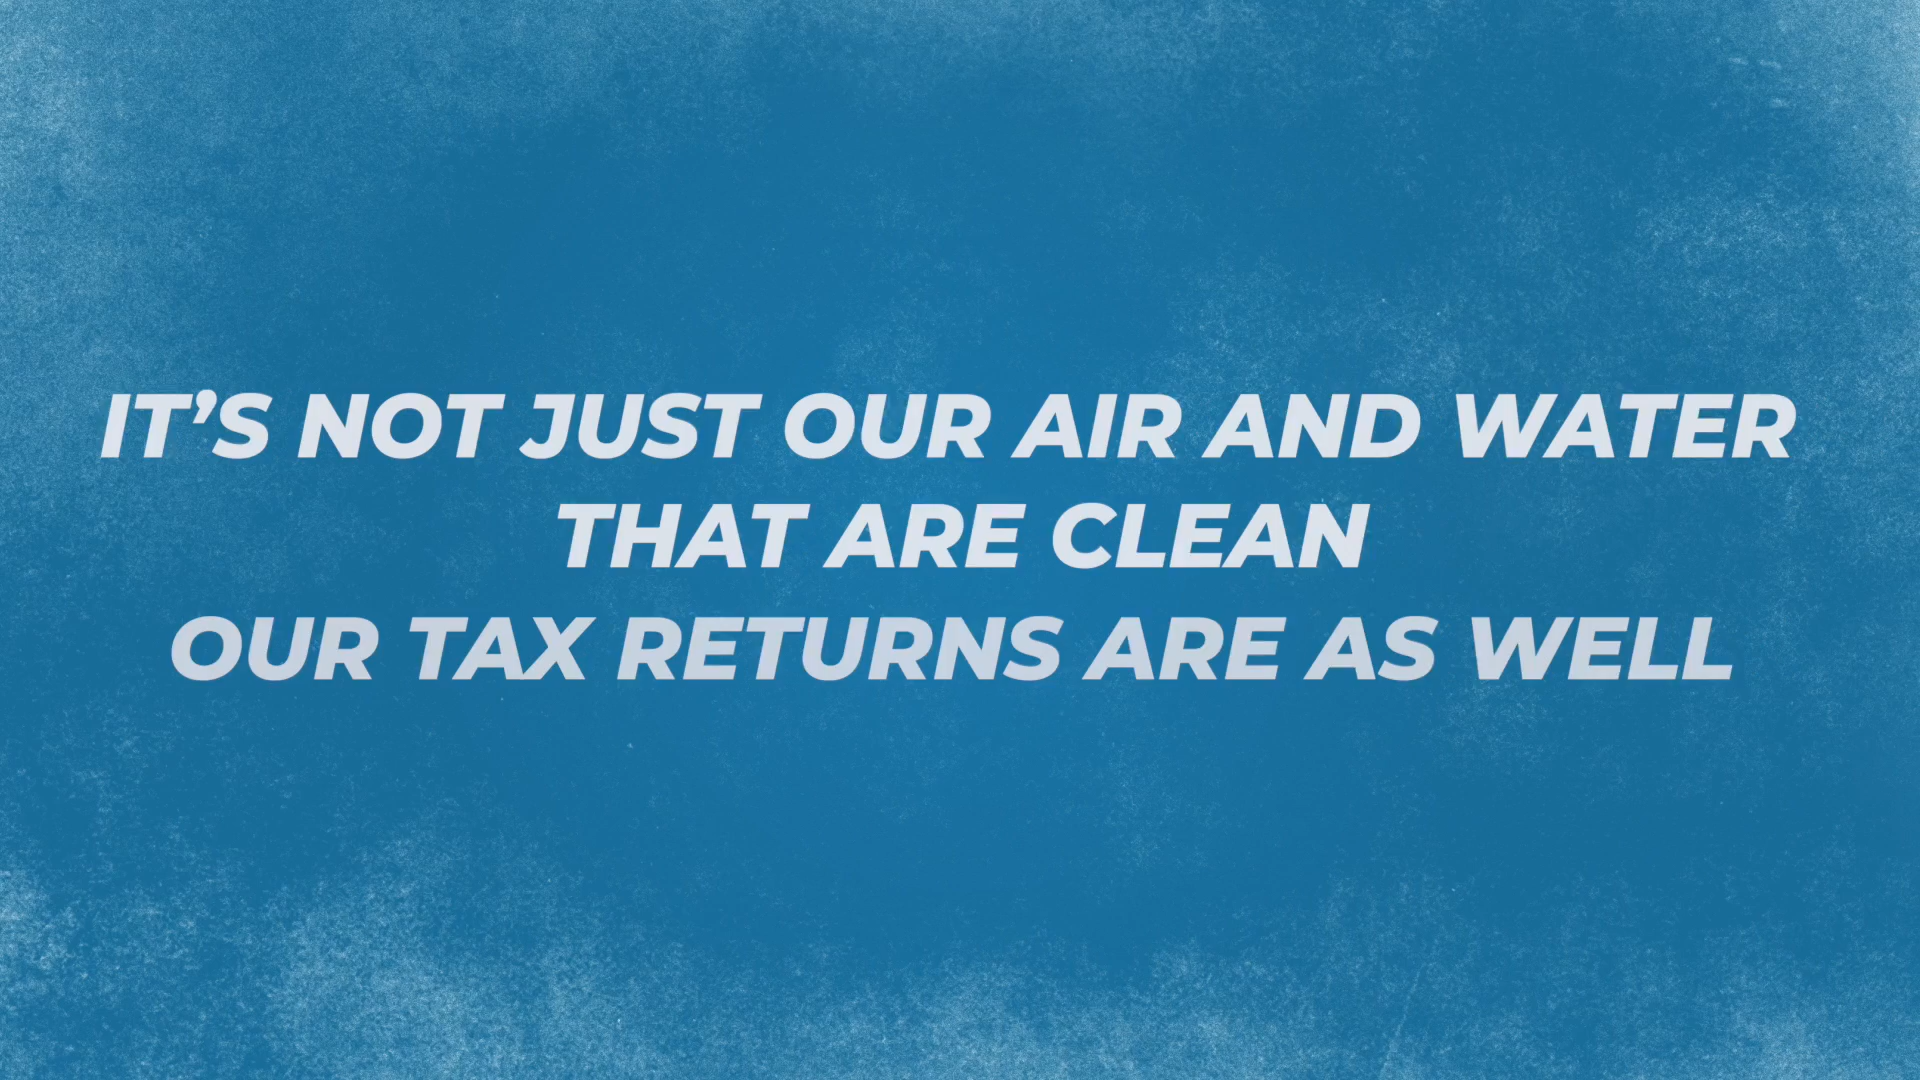 IT’S NOT JUST OUR AIR AND WATER
THAT ARE CLEAN
OUR TAX RETURNS ARE AS WELL